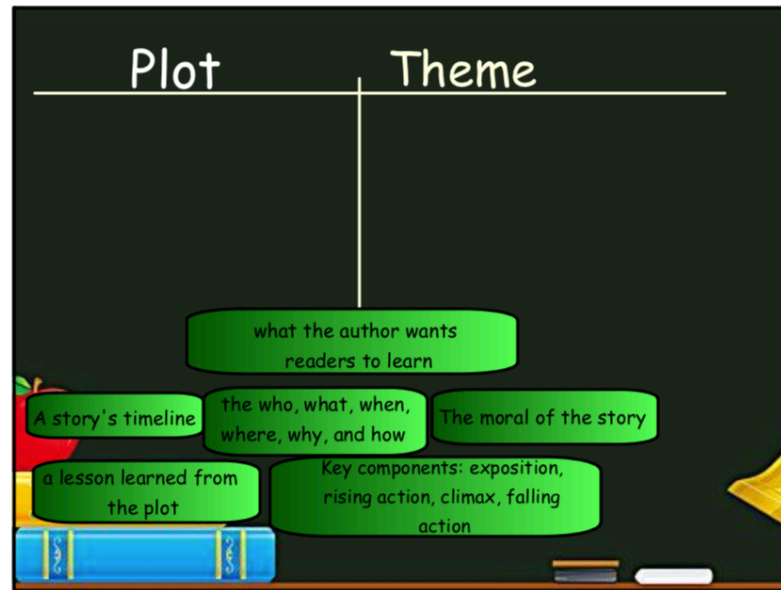 Plot
Theme
what the author wants
readers to learn
A story's timeline
the who, what, when,
where, why, and how
The moral of the story
a lesson learned from
the plot
Key components: exposition,
rising action, climax, falling
action